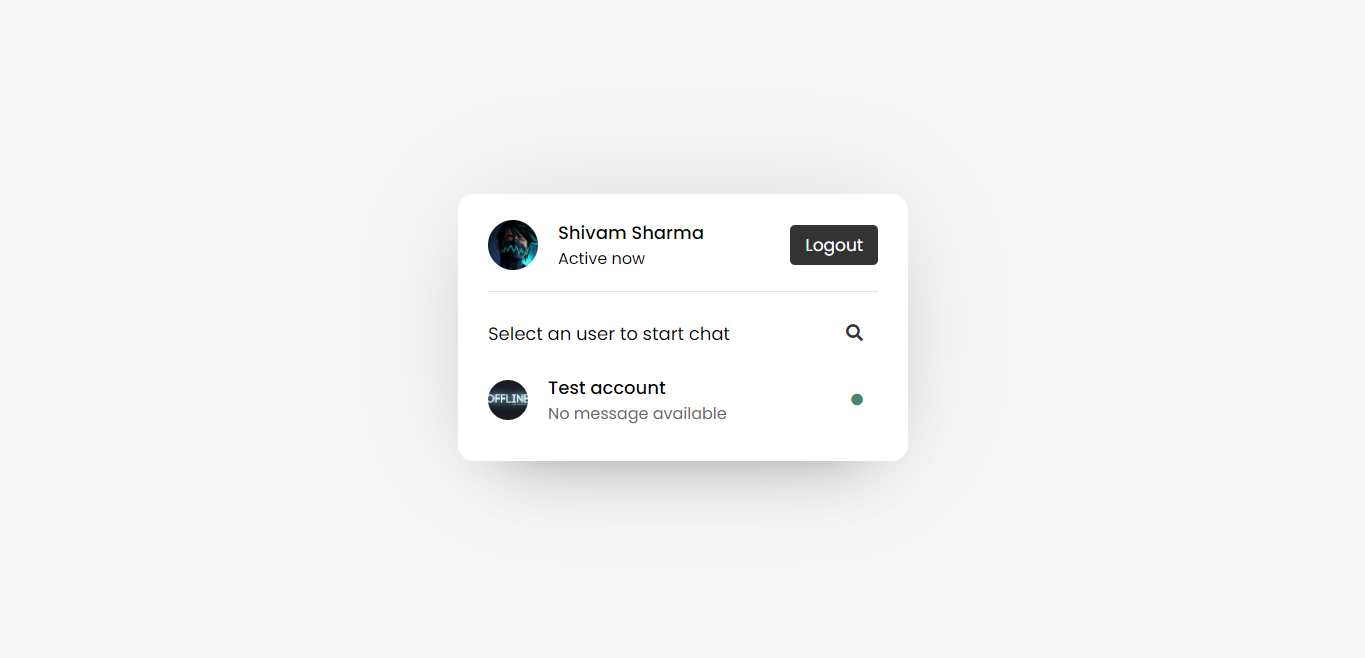 Shivam Sharma
Active now
Logout
Select an user to start chat
OFFLINE
Test account
No message available